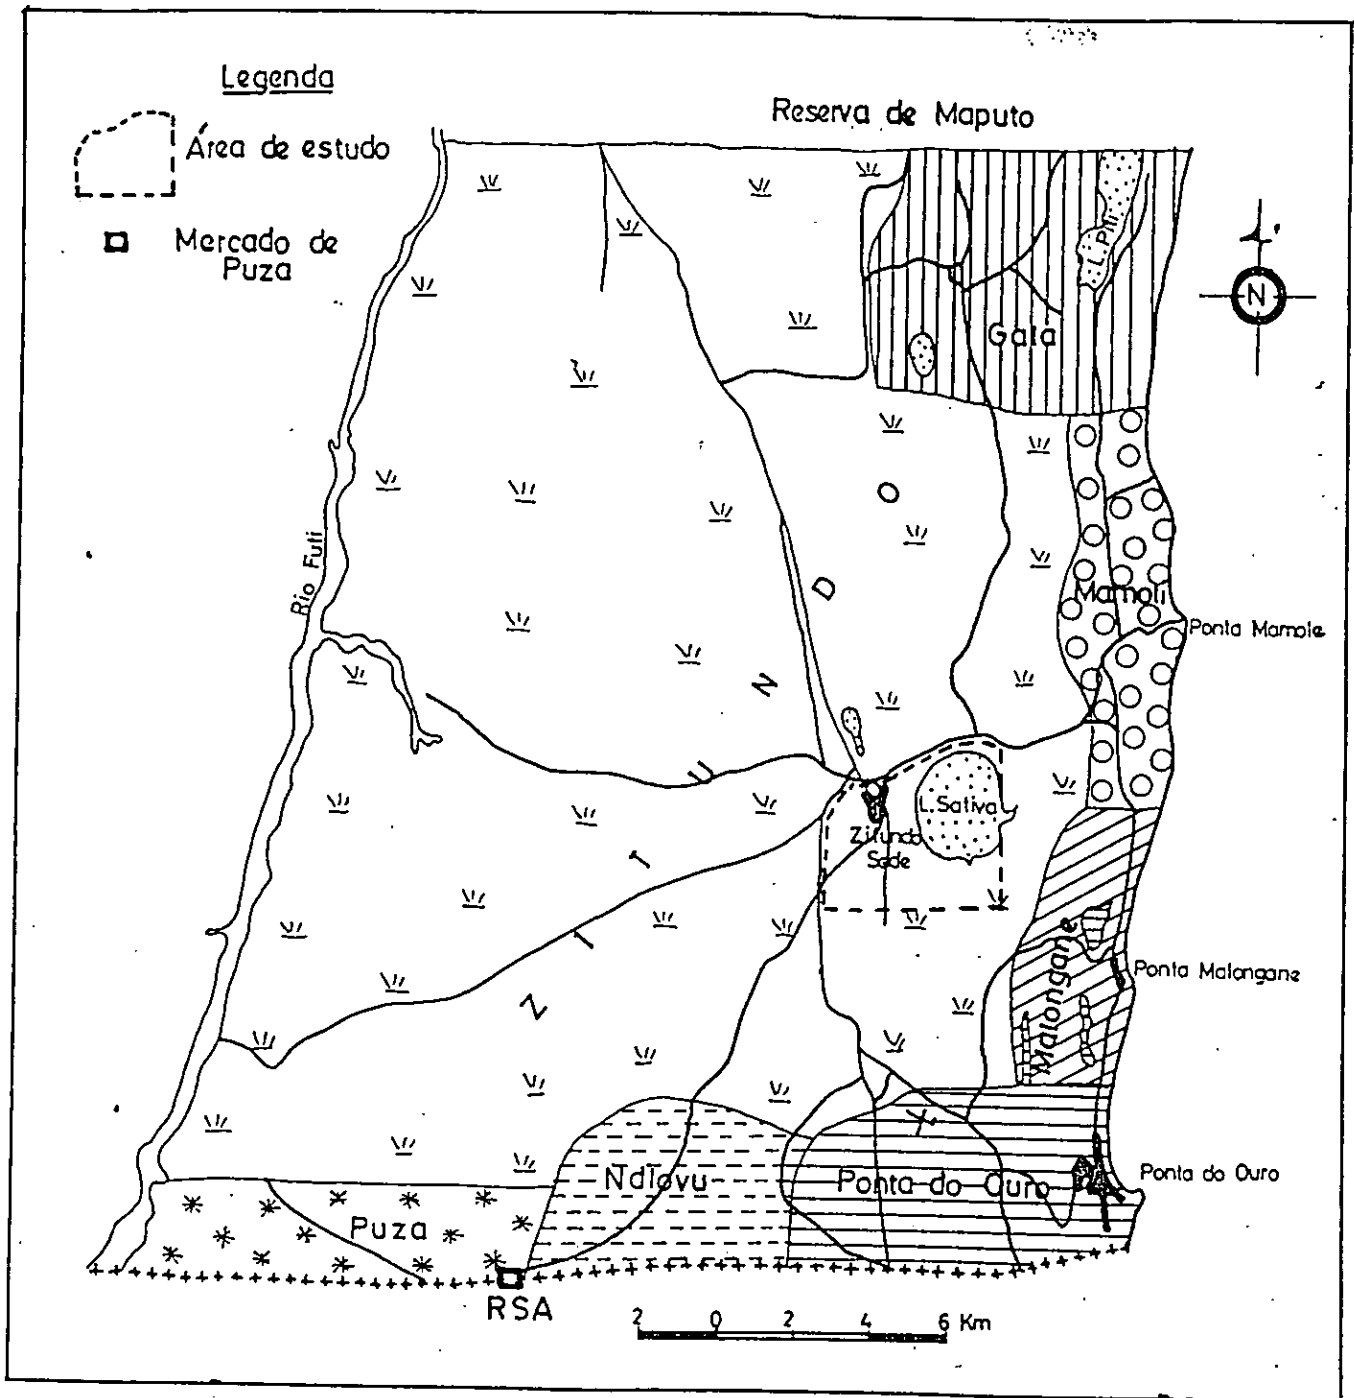 Legenda
Área de estudo
Mercado de
Puza
Reserva de Maputo
N
L. Piti
Gala
Rio Futi
ZITUNDO
Mamoli
Ponta Mamole
L. Sativa
Zitundo
Sede
Malongane
Ponta Malongane
Ndlovu
Ponta do Ouro
Ponta do Ouro
Puza
RSA
2 0 2 4 6 Km